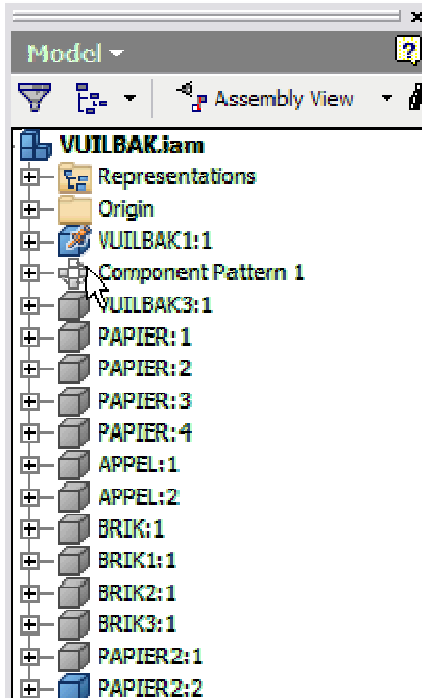 Model
?
Assembly View
VUILBAK.iam
Representations
Origin
VUILBAK1:1
Component Pattern 1
VUILBAK3:1
PAPIER:1
PAPIER:2
PAPIER:3
PAPIER:4
APPEL:1
APPEL:2
BRIK:1
BRIK1:1
BRIK2:1
BRIK3:1
PAPIER2:1
PAPIER2:2